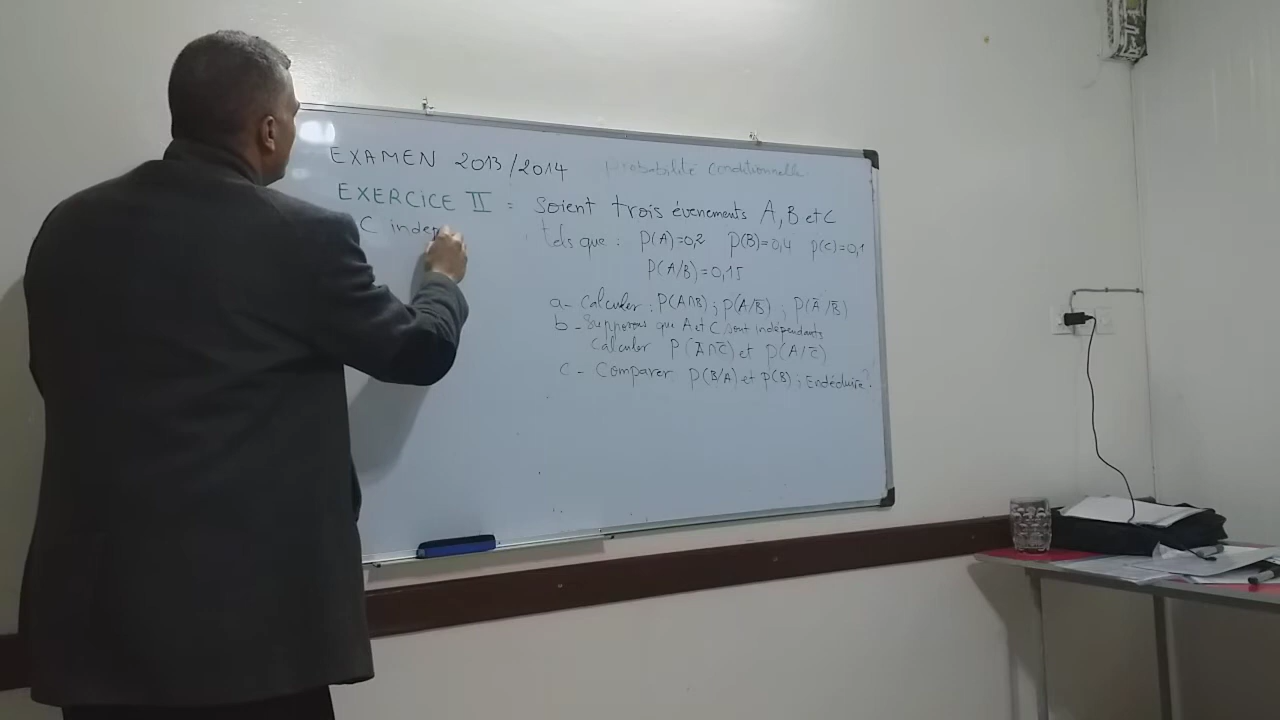 EXAMEN 2013/2014 probabilité conditionnelle
EXERCICE II = Soient trois évenements A, B et C
C indep
tels que : P(A)=0,2 P(B)=0,4 P(C)=0,1
P(A/B)=0,15
a- Calculer : P(A∩B) ; P(A/B̅) ; P(A̅/B̅)
b- Supposons que A et C sont indépendants
Calculer P(A̅∩C̅) et P(A/C̅)
c- Comparer : P(B/A) et P(B) ; En déduire ?